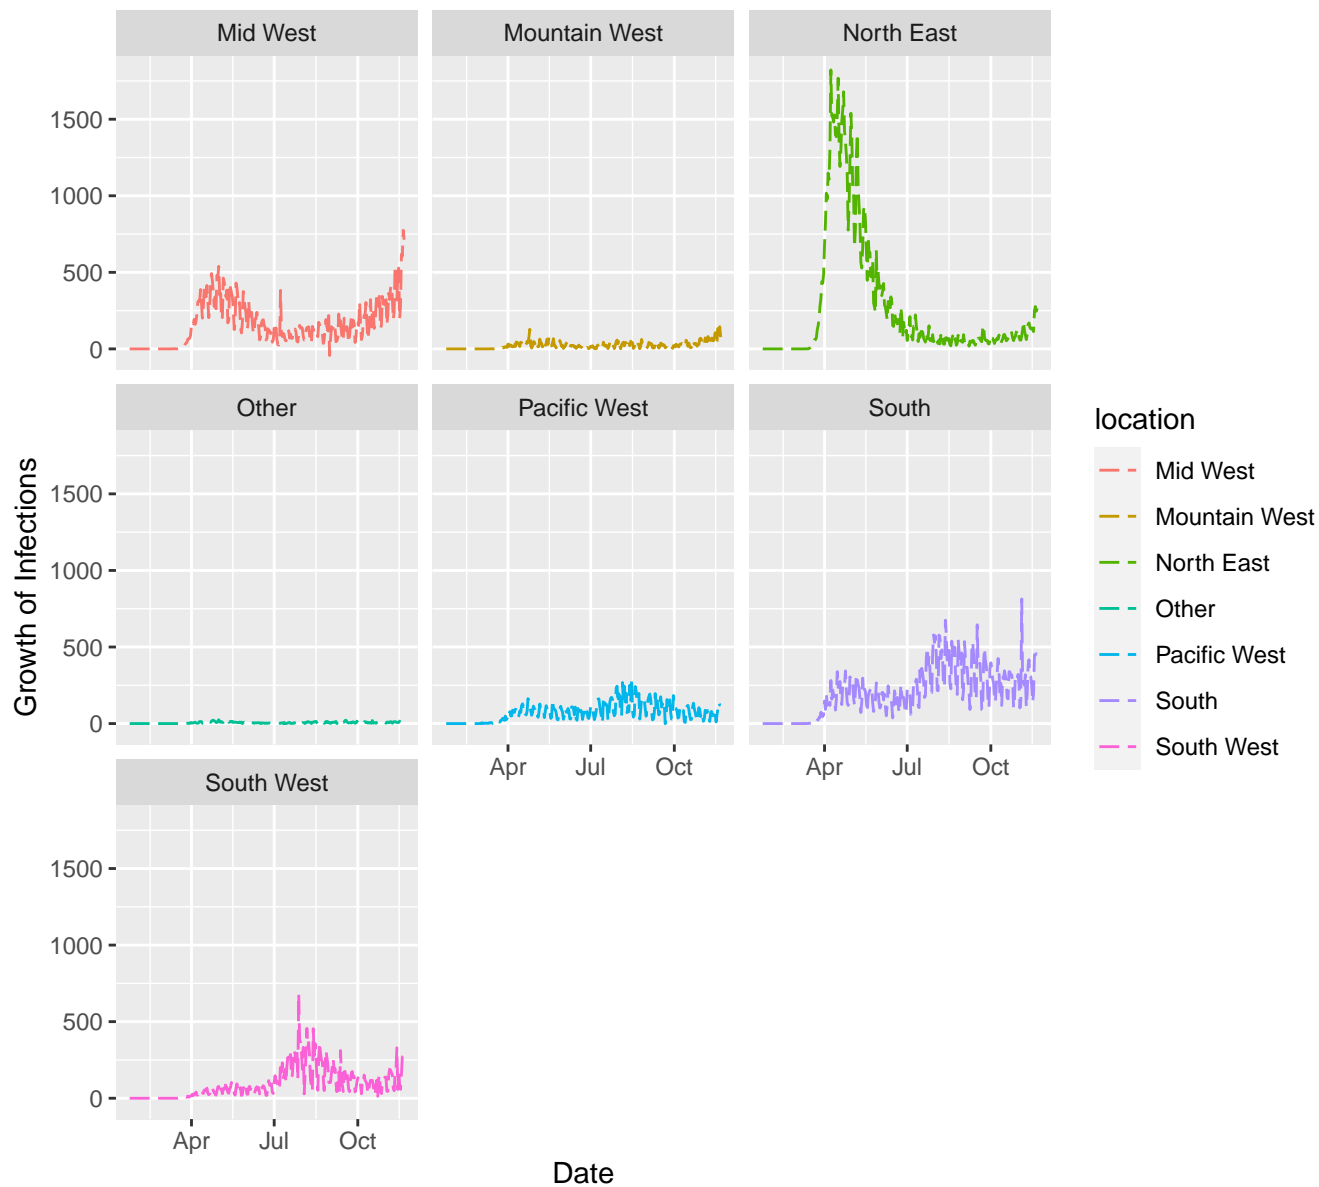 Mid West
Mountain West
North East
1500
1000
500
0
Other
Pacific West
South
1500
1000
500
0
Apr
Jul
Oct
Apr
Jul
Oct
South West
1500
1000
500
0
Apr
Jul
Oct
Date
Growth of Infections
location
Mid West
Mountain West
North East
Other
Pacific West
South
South West